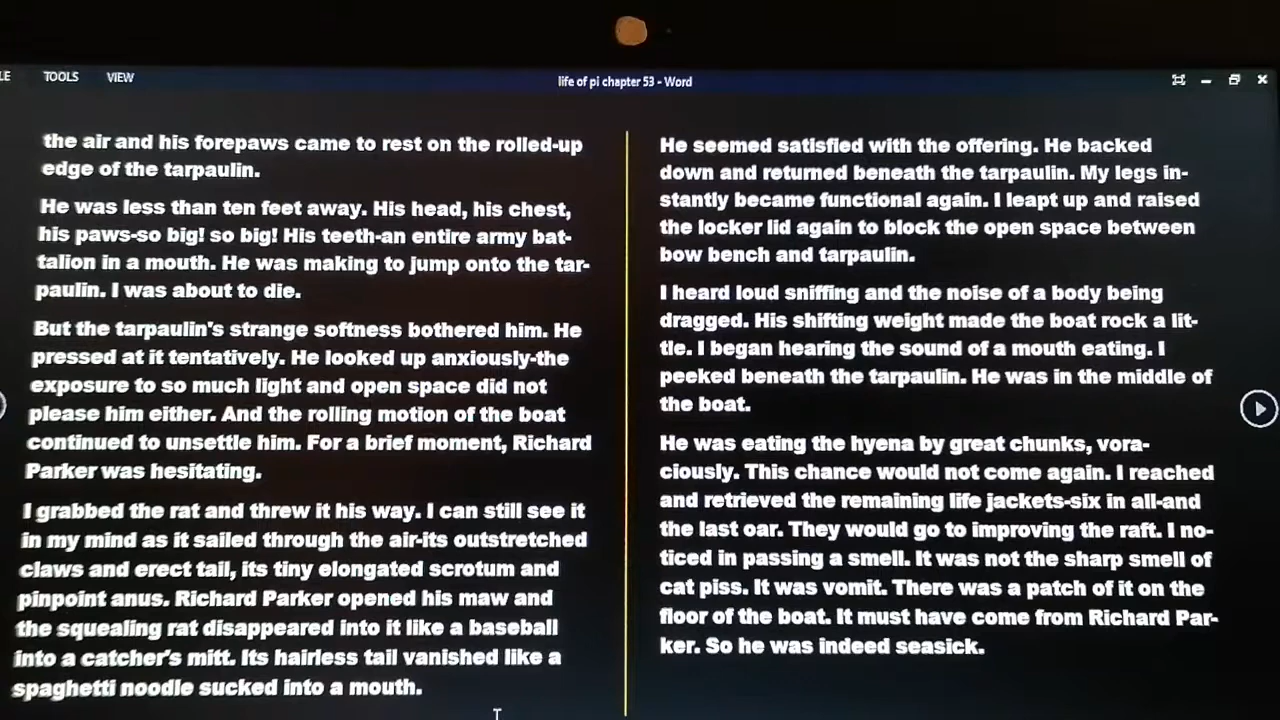 LE TOOLS VIEW
life of pi chapter 53 - Word
the air and his forepaws came to rest on the rolled-up
edge of the tarpaulin.
He was less than ten feet away. His head, his chest,
his paws-so big! so big! His teeth-an entire army bat-
talion in a mouth. He was making to jump onto the tar-
paulin. I was about to die.
But the tarpaulin's strange softness bothered him. He
pressed at it tentatively. He looked up anxiously-the
exposure to so much light and open space did not
please him either. And the rolling motion of the boat
continued to unsettle him. For a brief moment, Richard
Parker was hesitating.
I grabbed the rat and threw it his way. I can still see it
in my mind as it sailed through the air-its outstretched
claws and erect tail, its tiny elongated scrotum and
pinpoint anus. Richard Parker opened his maw and
the squealing rat disappeared into it like a baseball
into a catcher's mitt. Its hairless tail vanished like a
spaghetti noodle sucked into a mouth.
He seemed satisfied with the offering. He backed
down and returned beneath the tarpaulin. My legs in-
stantly became functional again. I leapt up and raised
the locker lid again to block the open space between
bow bench and tarpaulin.
I heard loud sniffing and the noise of a body being
dragged. His shifting weight made the boat rock a lit-
tle. I began hearing the sound of a mouth eating. I
peeked beneath the tarpaulin. He was in the middle of
the boat.
He was eating the hyena by great chunks, vora-
ciously. This chance would not come again. I reached
and retrieved the remaining life jackets-six in all-and
the last oar. They would go to improving the raft. I no-
ticed in passing a smell. It was not the sharp smell of
cat piss. It was vomit. There was a patch of it on the
floor of the boat. It must have come from Richard Par-
ker. So he was indeed seasick.